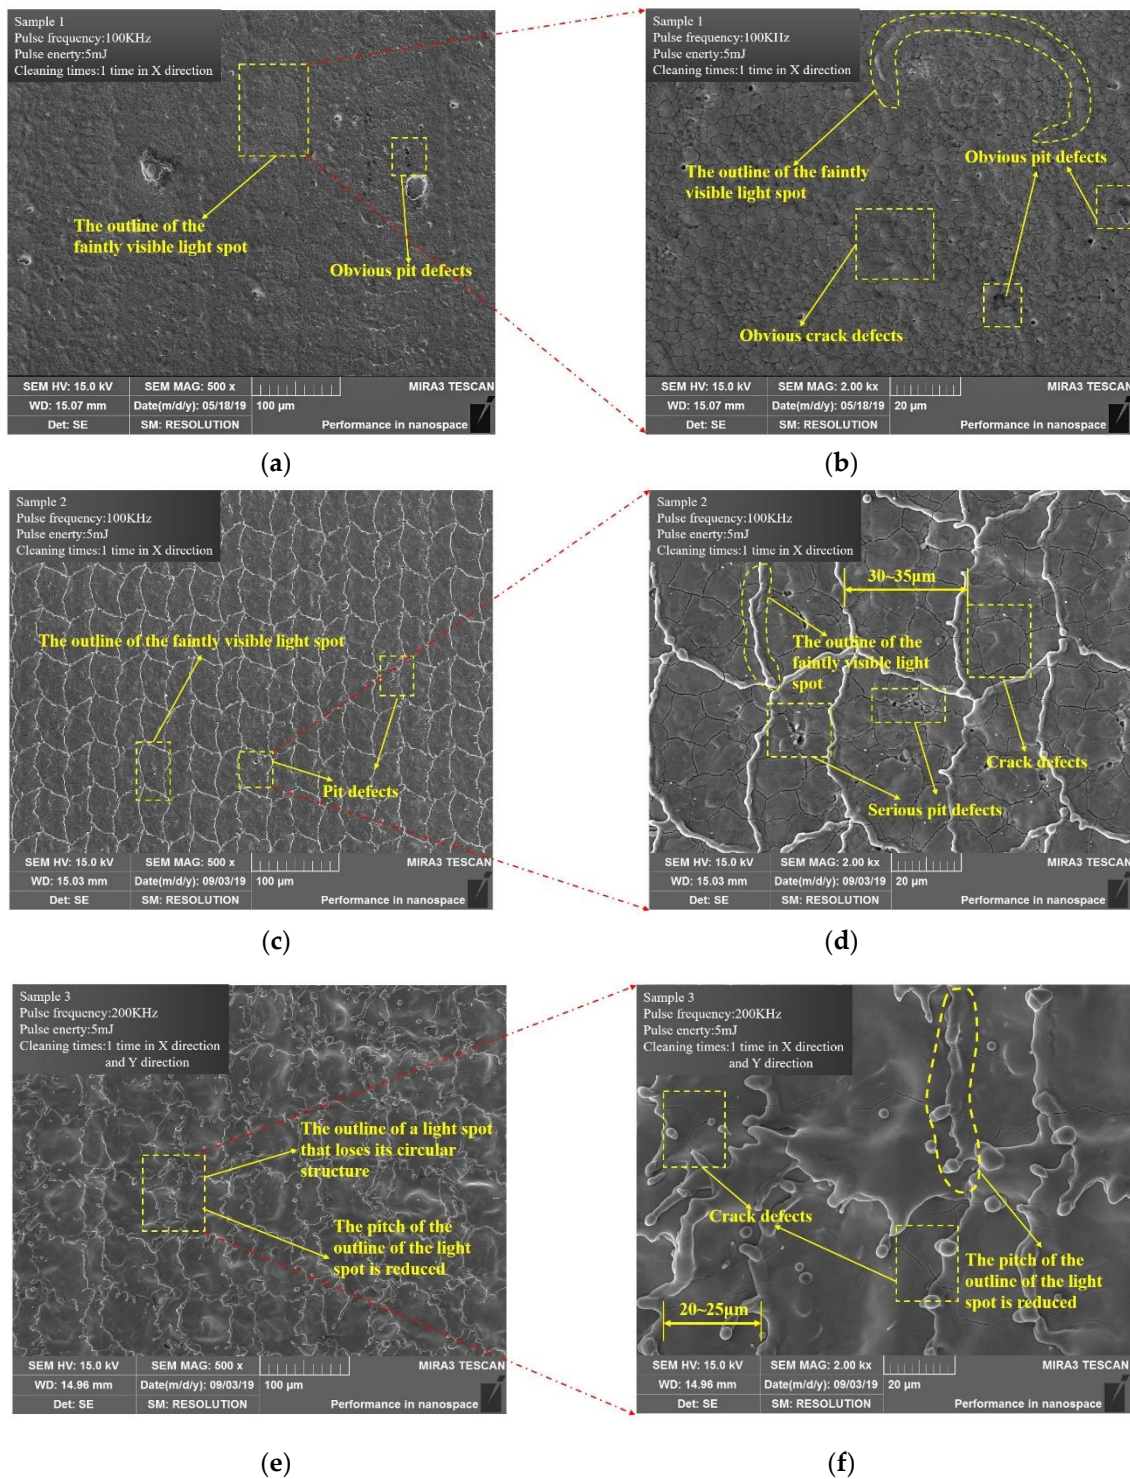 Sample 1
Pulse frequency:100KHz
Pulse enerty:5mJ
Cleaning times:1 time in X direction
The outline of the
faintly visible light spot
Obvious pit defects
SEM HV: 15.0 kV
SEM MAG: 500 x
MIRA3 TESCAN
WD: 15.07 mm
Date(m/d/y): 05/18/19
100 µm
Det: SE
SM: RESOLUTION
Performance in nanospace
(a)
Sample 1
Pulse frequency:100KHz
Pulse enerty:5mJ
Cleaning times:1 time in X direction
The outline of the faintly
visible light spot
Obvious pit defects
Obvious crack defects
SEM HV: 15.0 kV
SEM MAG: 2.00 kx
MIRA3 TESCAN
WD: 15.07 mm
Date(m/d/y): 05/18/19
20 µm
Det: SE
SM: RESOLUTION
Performance in nanospace
(b)
Sample 2
Pulse frequency:100KHz
Pulse enerty:5mJ
Cleaning times:1 time in X direction
The outline of the faintly visible light spot
Pit defects
SEM HV: 15.0 kV
SEM MAG: 500 x
MIRA3 TESCAN
WD: 15.03 mm
Date(m/d/y): 09/03/19
100 µm
Det: SE
SM: RESOLUTION
Performance in nanospace
(c)
Sample 2
Pulse frequency:100KHz
Pulse enerty:5mJ
Cleaning times:1 time in X direction
30~35µm
The outline of the
faintly visible light
spot
Crack defects
Serious pit defects
SEM HV: 15.0 kV
SEM MAG: 2.00 kx
MIRA3 TESCAN
WD: 15.03 mm
Date(m/d/y): 09/03/19
20 µm
Det: SE
SM: RESOLUTION
Performance in nanospace
(d)
Sample 3
Pulse frequency:200KHz
Pulse enerty:5mJ
Cleaning times:1 time in X direction
and Y direction
The outline of a light spot
that loses its circular
structure
The pitch of the
outline of the light
spot is reduced
SEM HV: 15.0 kV
SEM MAG: 500 x
MIRA3 TESCAN
WD: 14.96 mm
Date(m/d/y): 09/03/19
100 µm
Det: SE
SM: RESOLUTION
Performance in nanospace
(e)
Sample 3
Pulse frequency:200KHz
Pulse enerty:5mJ
Cleaning times:1 time in X direction
and Y direction
Crack defects
The pitch of the
outline of the light
spot is reduced
20~25µm
SEM HV: 15.0 kV
SEM MAG: 2.00 kx
MIRA3 TESCAN
WD: 14.96 mm
Date(m/d/y): 09/03/19
20 µm
Det: SE
SM: RESOLUTION
Performance in nanospace
(f)